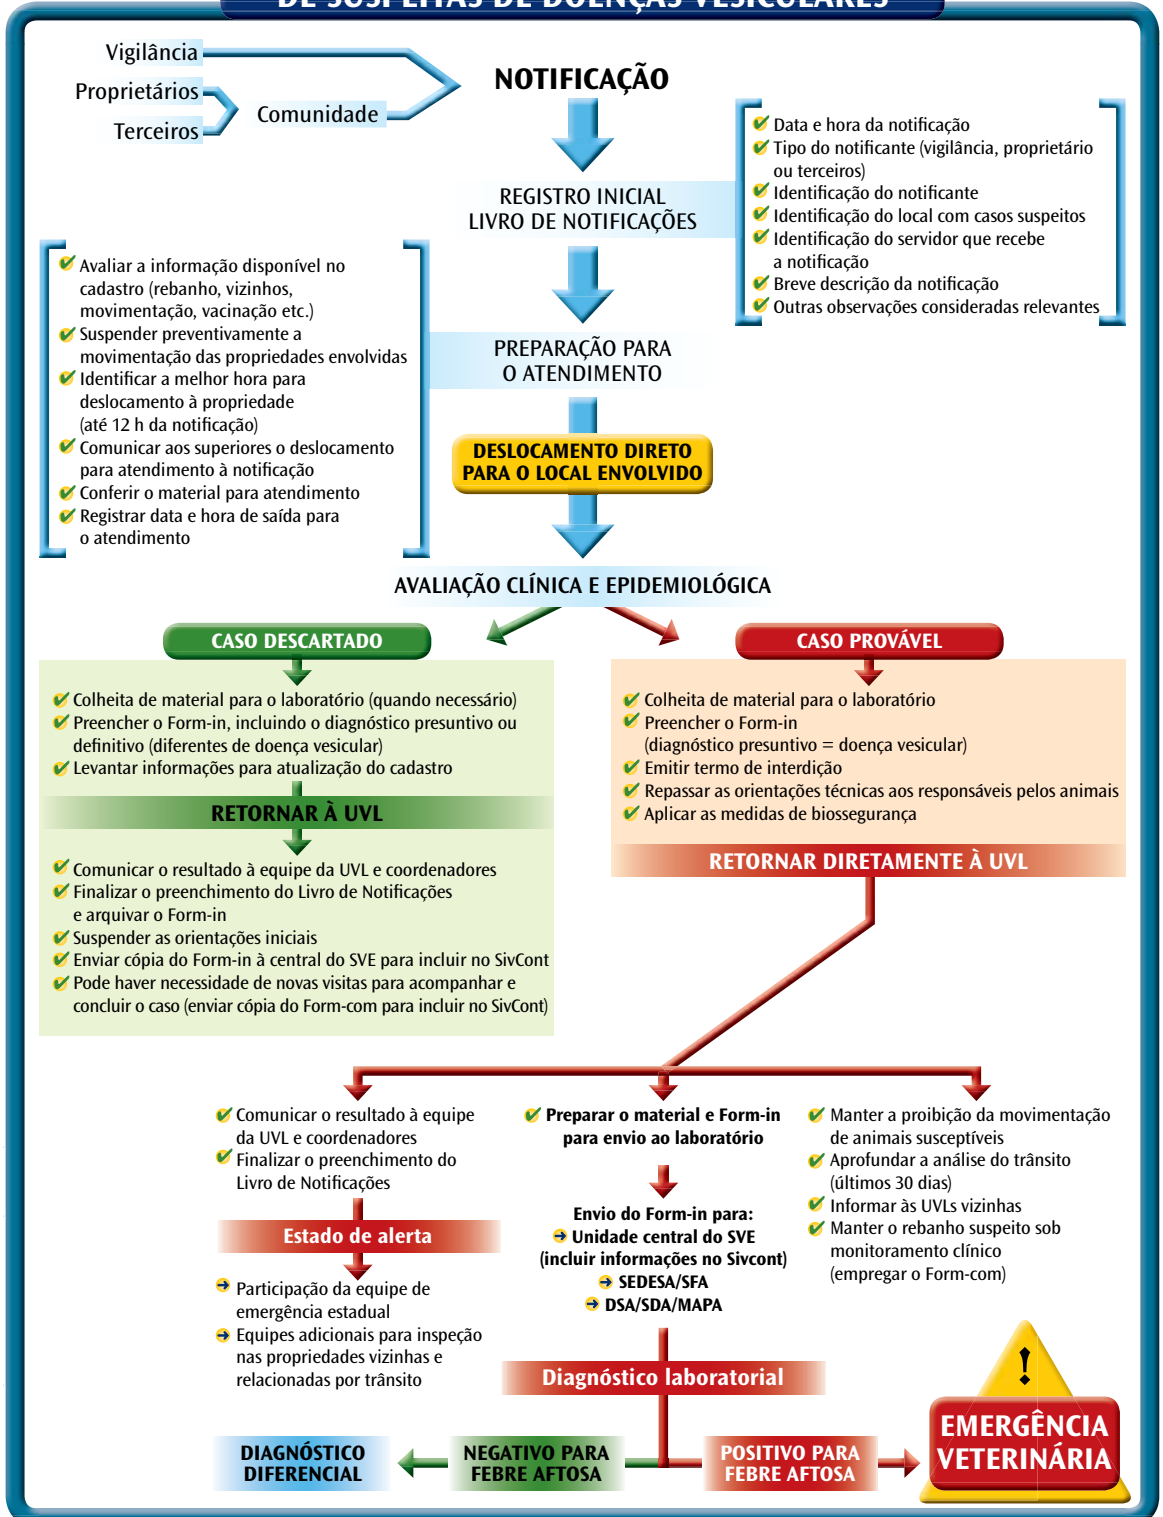 DE SUSPEITAS DE DOENÇAS VESICULARES
Vigilância
Proprietários
Terceiros
Comunidade
NOTIFICAÇÃO
Data e hora da notificação
Tipo do notificante (vigilância, proprietário
ou terceiros)
Identificação do notificante
Identificação do local com casos suspeitos
Identificação do servidor que recebe
a notificação
Breve descrição da notificação
Outras observações consideradas relevantes
REGISTRO INICIAL
LIVRO DE NOTIFICAÇÕES
Avaliar a informação disponível no
cadastro (rebanho, vizinhos,
movimentação, vacinação etc.)
Suspender preventivamente a
movimentação das propriedades envolvidas
Identificar a melhor hora para
deslocamento à propriedade
(até 12 h da notificação)
Comunicar aos superiores o deslocamento
para atendimento à notificação
Conferir o material para atendimento
Registrar data e hora de saída para
o atendimento
PREPARAÇÃO PARA
O ATENDIMENTO
DESLOCAMENTO DIRETO
PARA O LOCAL ENVOLVIDO
AVALIAÇÃO CLÍNICA E EPIDEMIOLÓGICA
CASO DESCARTADO
Colheita de material para o laboratório (quando necessário)
Preencher o Form-in, incluindo o diagnóstico presuntivo ou
definitivo (diferentes de doença vesicular)
Levantar informações para atualização do cadastro
RETORNAR À UVL
Comunicar o resultado à equipe da UVL e coordenadores
Finalizar o preenchimento do Livro de Notificações
e arquivar o Form-in
Suspender as orientações iniciais
Enviar cópia do Form-in à central do SVE para incluir no SivCont
Pode haver necessidade de novas visitas para acompanhar e
concluir o caso (enviar cópia do Form-com para incluir no SivCont)
CASO PROVÁVEL
Colheita de material para o laboratório
Preencher o Form-in
(diagnóstico presuntivo = doença vesicular)
Emitir termo de interdição
Repassar as orientações técnicas aos responsáveis pelos animais
Aplicar as medidas de biossegurança
RETORNAR DIRETAMENTE À UVL
Comunicar o resultado à equipe
da UVL e coordenadores
Finalizar o preenchimento do
Livro de Notificações
Estado de alerta
Participação da equipe de
emergência estadual
Equipes adicionais para inspeção
nas propriedades vizinhas e
relacionadas por trânsito
Preparar o material e Form-in
para envio ao laboratório
Envio do Form-in para:
Unidade central do SVE
(incluir informações no Sivcont)
SEDESA/SFA
DSA/SDA/MAPA
Manter a proibição da movimentação
de animais susceptíveis
Aprofundar a análise do trânsito
(últimos 30 dias)
Informar às UVLs vizinhas
Manter o rebanho suspeito sob
monitoramento clínico
(empregar o Form-com)
Diagnóstico laboratorial
DIAGNÓSTICO
DIFERENCIAL
NEGATIVO PARA
FEBRE AFTOSA
POSITIVO PARA
FEBRE AFTOSA
!
EMERGÊNCIA
VETERINÁRIA